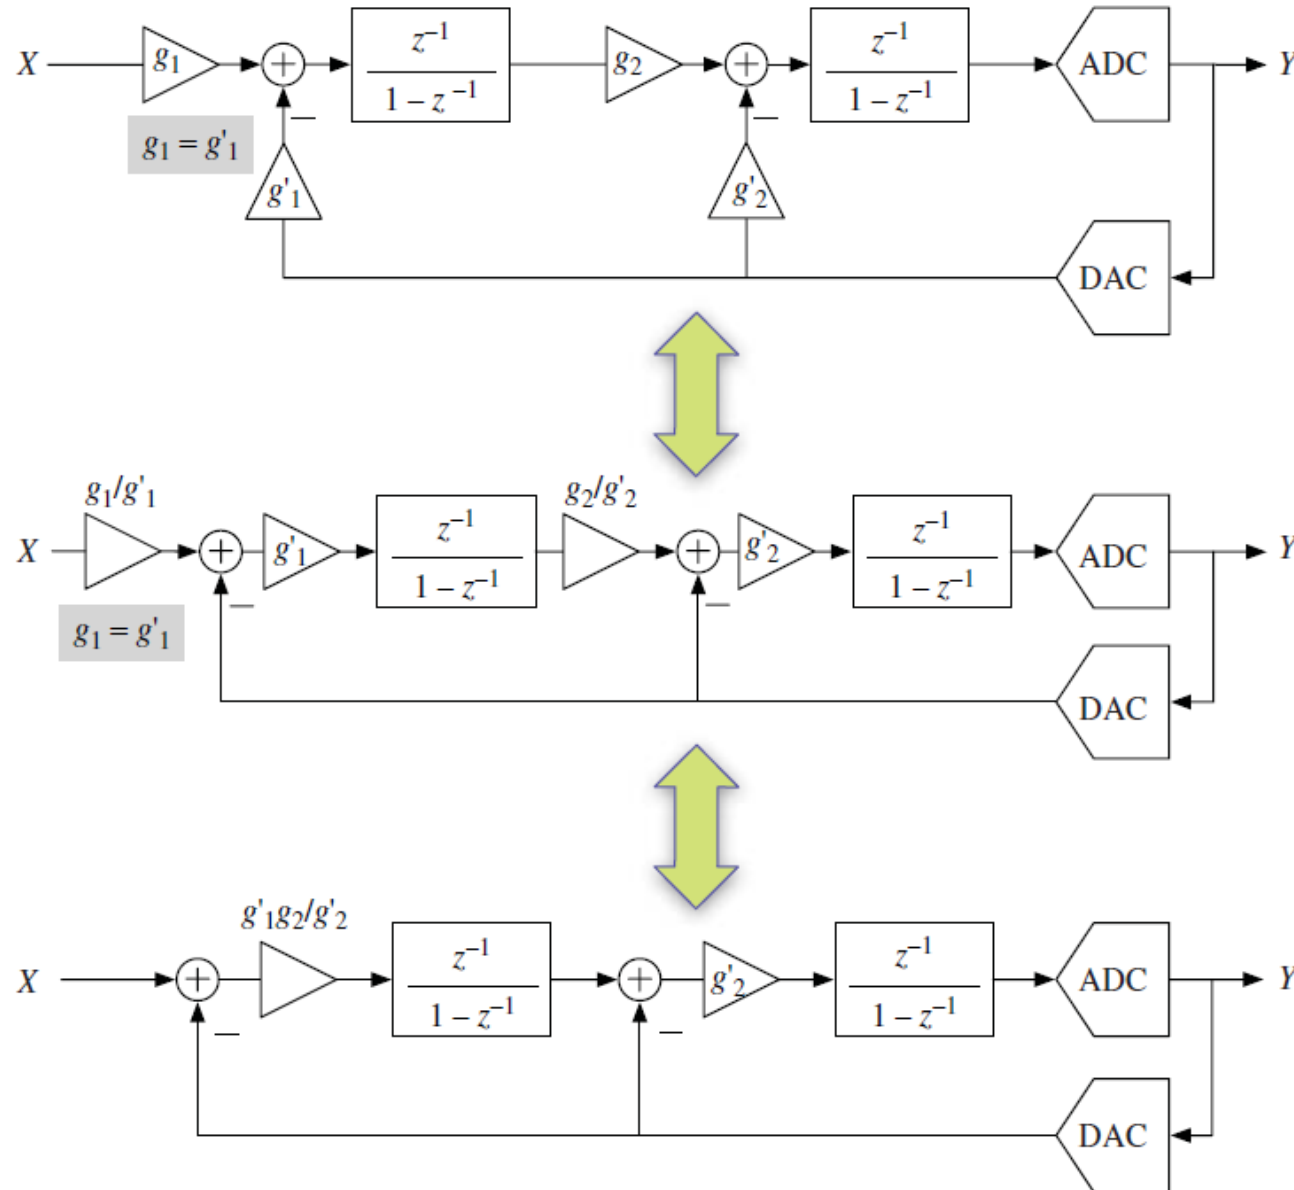 X g₁ + z⁻¹ / 1 – z⁻¹ g₂ + z⁻¹ / 1 – z⁻¹ ADC Y
– –
g₁ = g'₁
g'₁ g'₂
DAC
g₁/g'₁ g₂/g'₂
X + g'₁ z⁻¹ / 1 – z⁻¹ + g'₂ z⁻¹ / 1 – z⁻¹ ADC Y
– –
g₁ = g'₁
DAC
g'₁g₂/g'₂
X + z⁻¹ / 1 – z⁻¹ + g'₂ z⁻¹ / 1 – z⁻¹ ADC Y
– –
DAC